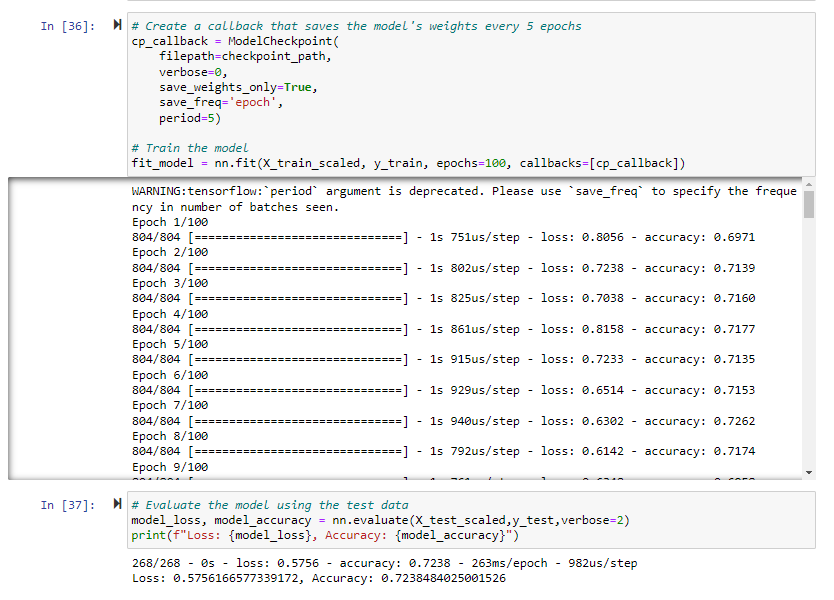 In [36]:
# Create a callback that saves the model's weights every 5 epochs
cp_callback = ModelCheckpoint(
    filepath=checkpoint_path,
    verbose=0,
    save_weights_only=True,
    save_freq='epoch',
    period=5)
# Train the model
fit_model = nn.fit(X_train_scaled, y_train, epochs=100, callbacks=[cp_callback])
WARNING:tensorflow:`period` argument is deprecated. Please use `save_freq` to specify the freque
ncy in number of batches seen.
Epoch 1/100
804/804 [==============================] - 1s 751us/step - loss: 0.8056 - accuracy: 0.6971
Epoch 2/100
804/804 [==============================] - 1s 802us/step - loss: 0.7238 - accuracy: 0.7139
Epoch 3/100
804/804 [==============================] - 1s 825us/step - loss: 0.7038 - accuracy: 0.7160
Epoch 4/100
804/804 [==============================] - 1s 861us/step - loss: 0.8158 - accuracy: 0.7177
Epoch 5/100
804/804 [==============================] - 1s 915us/step - loss: 0.7233 - accuracy: 0.7135
Epoch 6/100
804/804 [==============================] - 1s 929us/step - loss: 0.6514 - accuracy: 0.7153
Epoch 7/100
804/804 [==============================] - 1s 940us/step - loss: 0.6302 - accuracy: 0.7262
Epoch 8/100
804/804 [==============================] - 1s 792us/step - loss: 0.6142 - accuracy: 0.7174
Epoch 9/100
In [37]:
# Evaluate the model using the test data
model_loss, model_accuracy = nn.evaluate(X_test_scaled,y_test,verbose=2)
print(f"Loss: {model_loss}, Accuracy: {model_accuracy}")
268/268 - 0s - loss: 0.5756 - accuracy: 0.7238 - 263ms/epoch - 982us/step
Loss: 0.5756166577339172, Accuracy: 0.7238484025001526